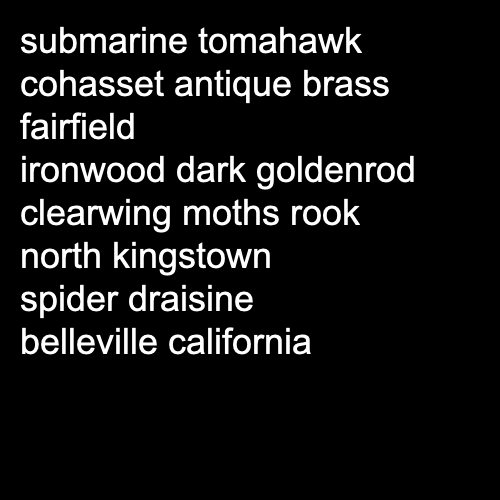 submarine tomahawk
cohasset antique brass
fairfield
ironwood dark goldenrod
clearwing moths rook
north kingstown
spider draisine
belleville california